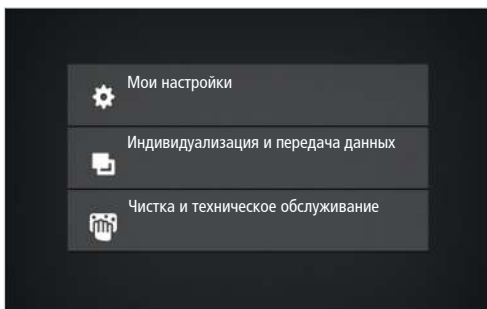 Мои настройки
Индивидуализация и передача данных
Чистка и техническое обслуживание